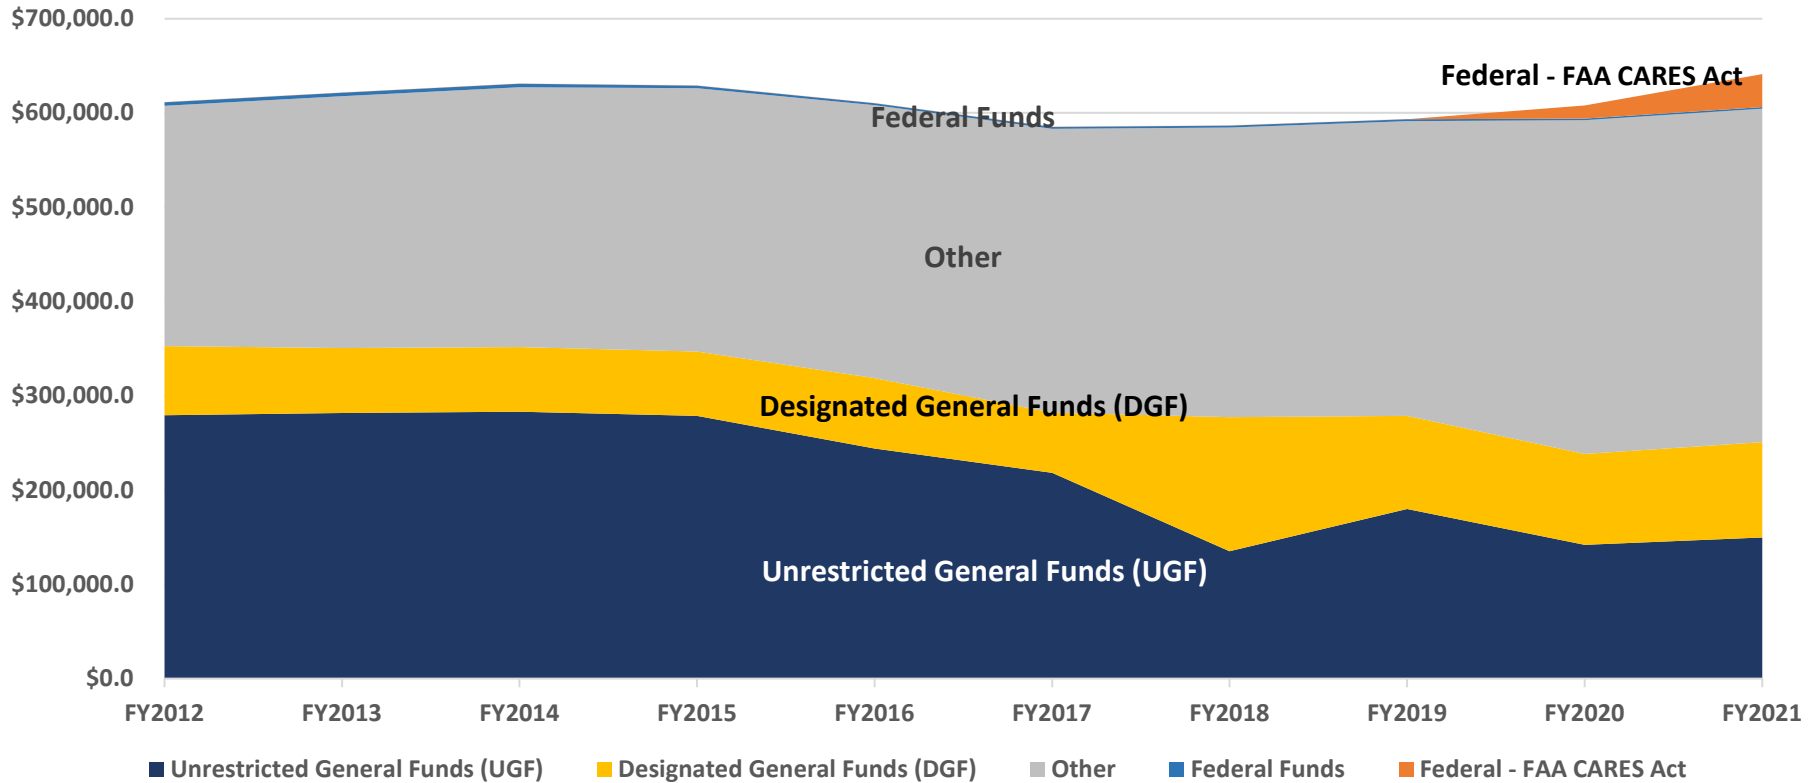 $700,000.0
Federal - FAA CARES Act
$600,000.0
Federal Funds
$500,000.0
Other
$400,000.0
$300,000.0
Designated General Funds (DGF)
$200,000.0
Unrestricted General Funds (UGF)
$100,000.0
$0.0
FY2012 FY2013 FY2014 FY2015 FY2016 FY2017 FY2018 FY2019 FY2020 FY2021
Unrestricted General Funds (UGF) Designated General Funds (DGF) Other Federal Funds Federal - FAA CARES Act